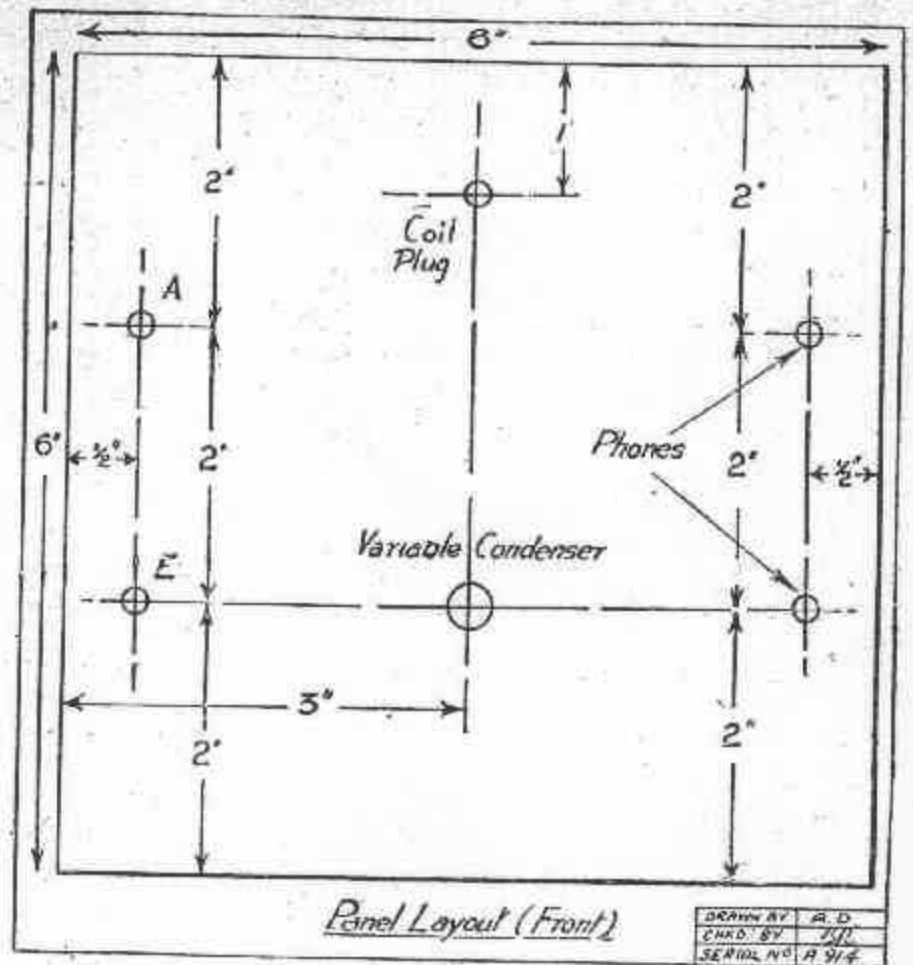 6"
1
2"
2"
Coil
Plug
A
6"
½"
2"
Phones
2"
½"
Variable Condenser
E
3"
2"
2"
Panel Layout (Front)
DRAWN BY A.D.
CHKD. BY
SERIAL NO A 914